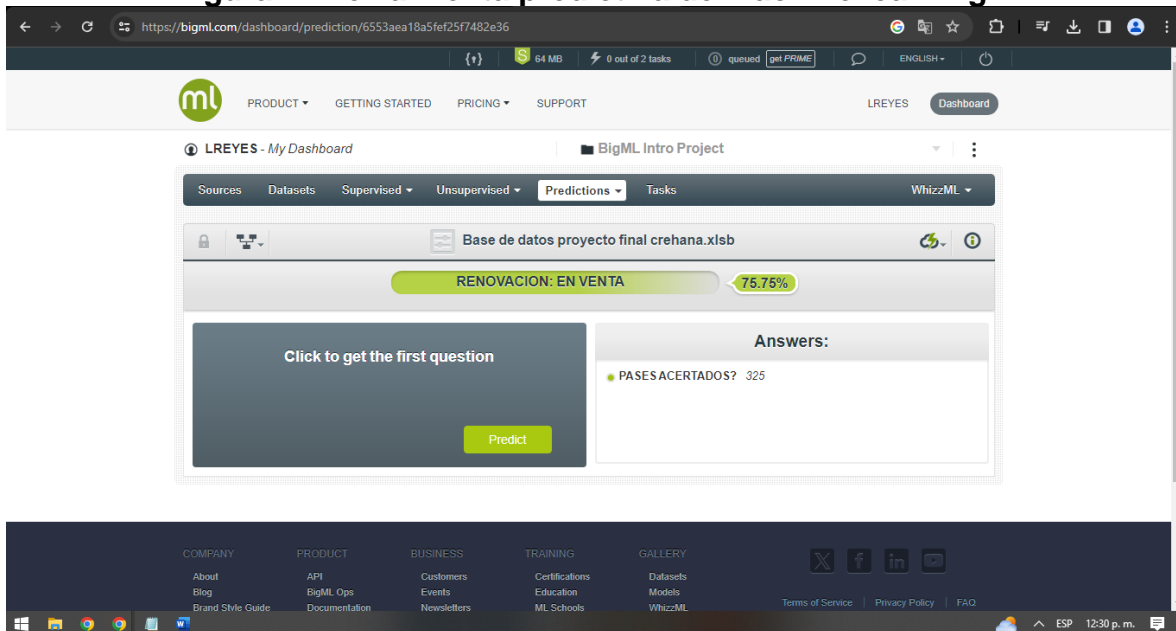 https://bigml.com/dashboard/prediction/6553aea18a5fef25f7482e36
64 MB 0 out of 2 tasks 0 queued get PRIME ENGLISH
ml PRODUCT GETTING STARTED PRICING SUPPORT LREYES Dashboard
LREYES - My Dashboard BigML Intro Project
Sources Datasets Supervised Unsupervised Predictions Tasks WhizzML
Base de datos proyecto final crehana.xlsb
RENOVACION: EN VENTA 75.75%
Click to get the first question
Answers:
PASES ACERTADOS? 325
Predict
COMPANY PRODUCT BUSINESS TRAINING GALLERY
About API Customers Certifications Datasets
Blog BigML Ops Events Education Models
Brand Style Guide Documentation Newsletters ML Schools WhizzML
Terms of Service | Privacy Policy | FAQ
ESP 12:30 p. m.